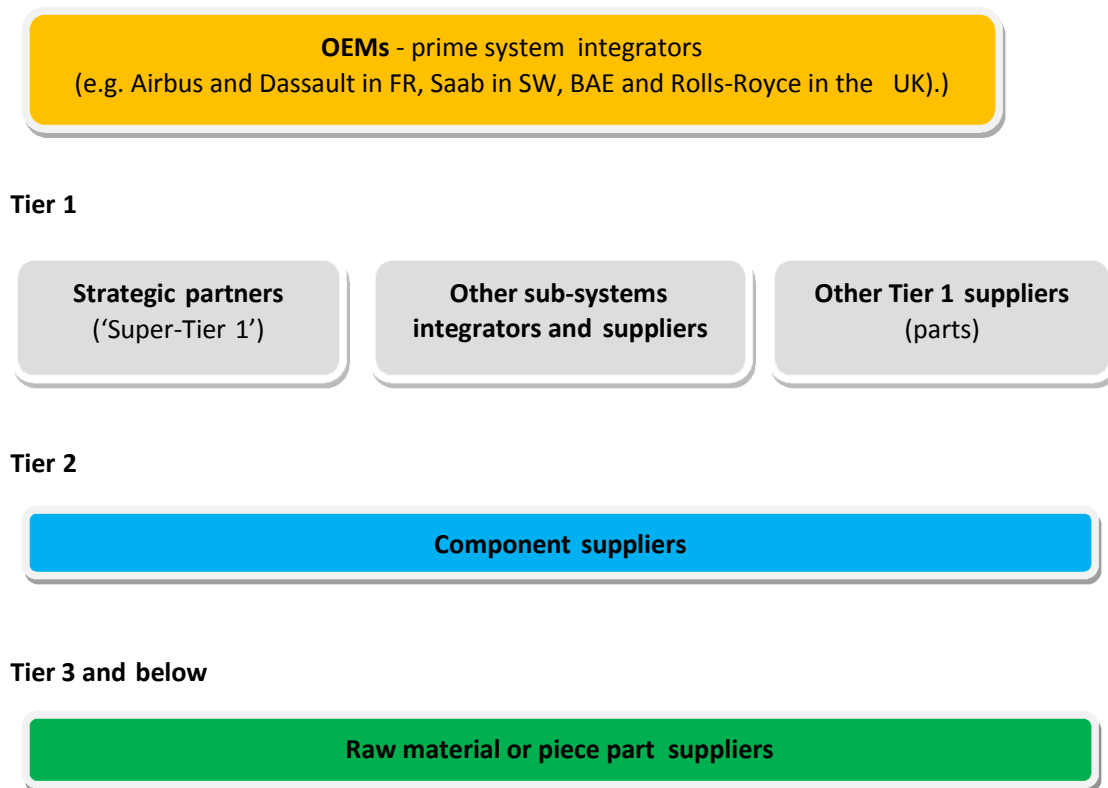 OEMs - prime system integrators
(e.g. Airbus and Dassault in FR, Saab in SW, BAE and Rolls-Royce in the UK).)
Tier 1
Strategic partners
(‘Super-Tier 1’)
Other sub-systems
integrators and suppliers
Other Tier 1 suppliers
(parts)
Tier 2
Component suppliers
Tier 3 and below
Raw material or piece part suppliers